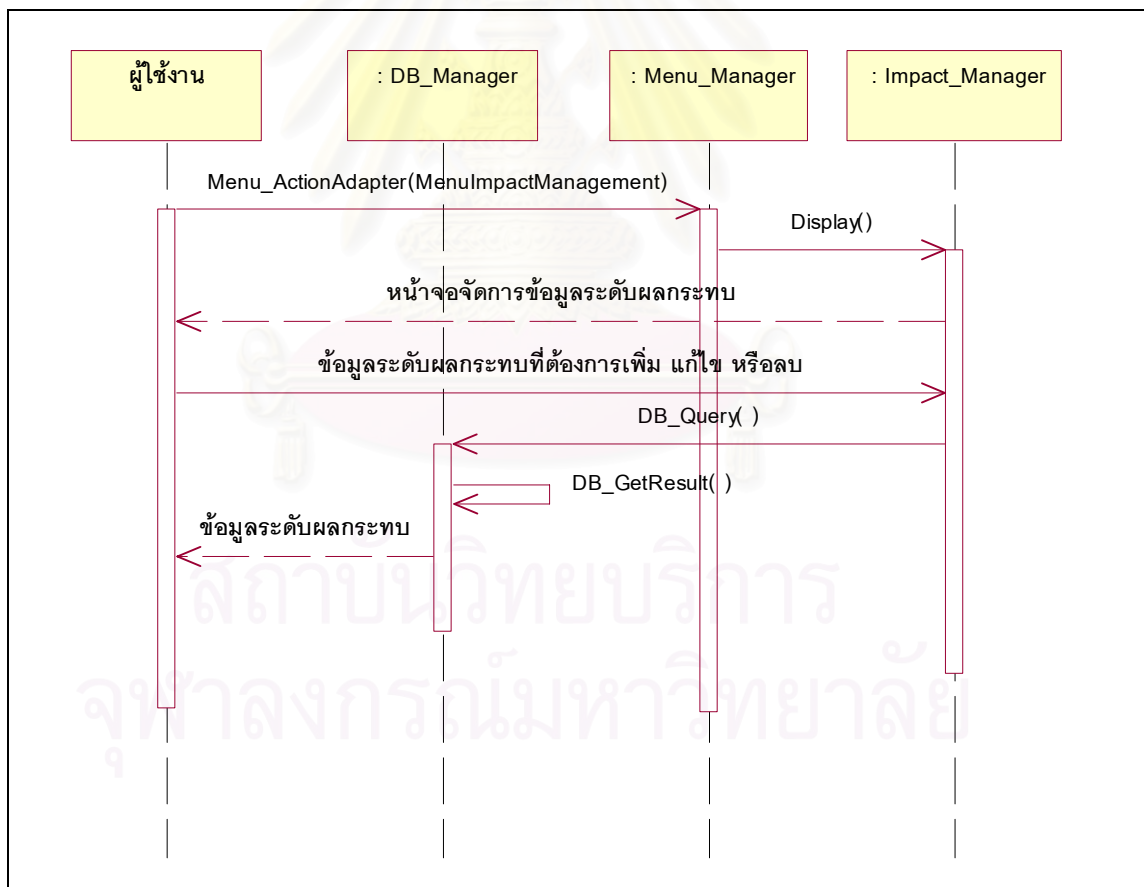 ผู้ใช้งาน
: DB_Manager
: Menu_Manager
: Impact_Manager
Menu_ActionAdapter(MenuImpactManagement)
Display()
หน้าจอจัดการข้อมูลระดับผลกระทบ
ข้อมูลระดับผลกระทบที่ต้องการเพิ่ม แก้ไข หรือลบ
DB_Query( )
DB_GetResult( )
ข้อมูลระดับผลกระทบ
สถาบันวิทยบริการ
จุฬาลงกรณ์มหาวิทยาลัย